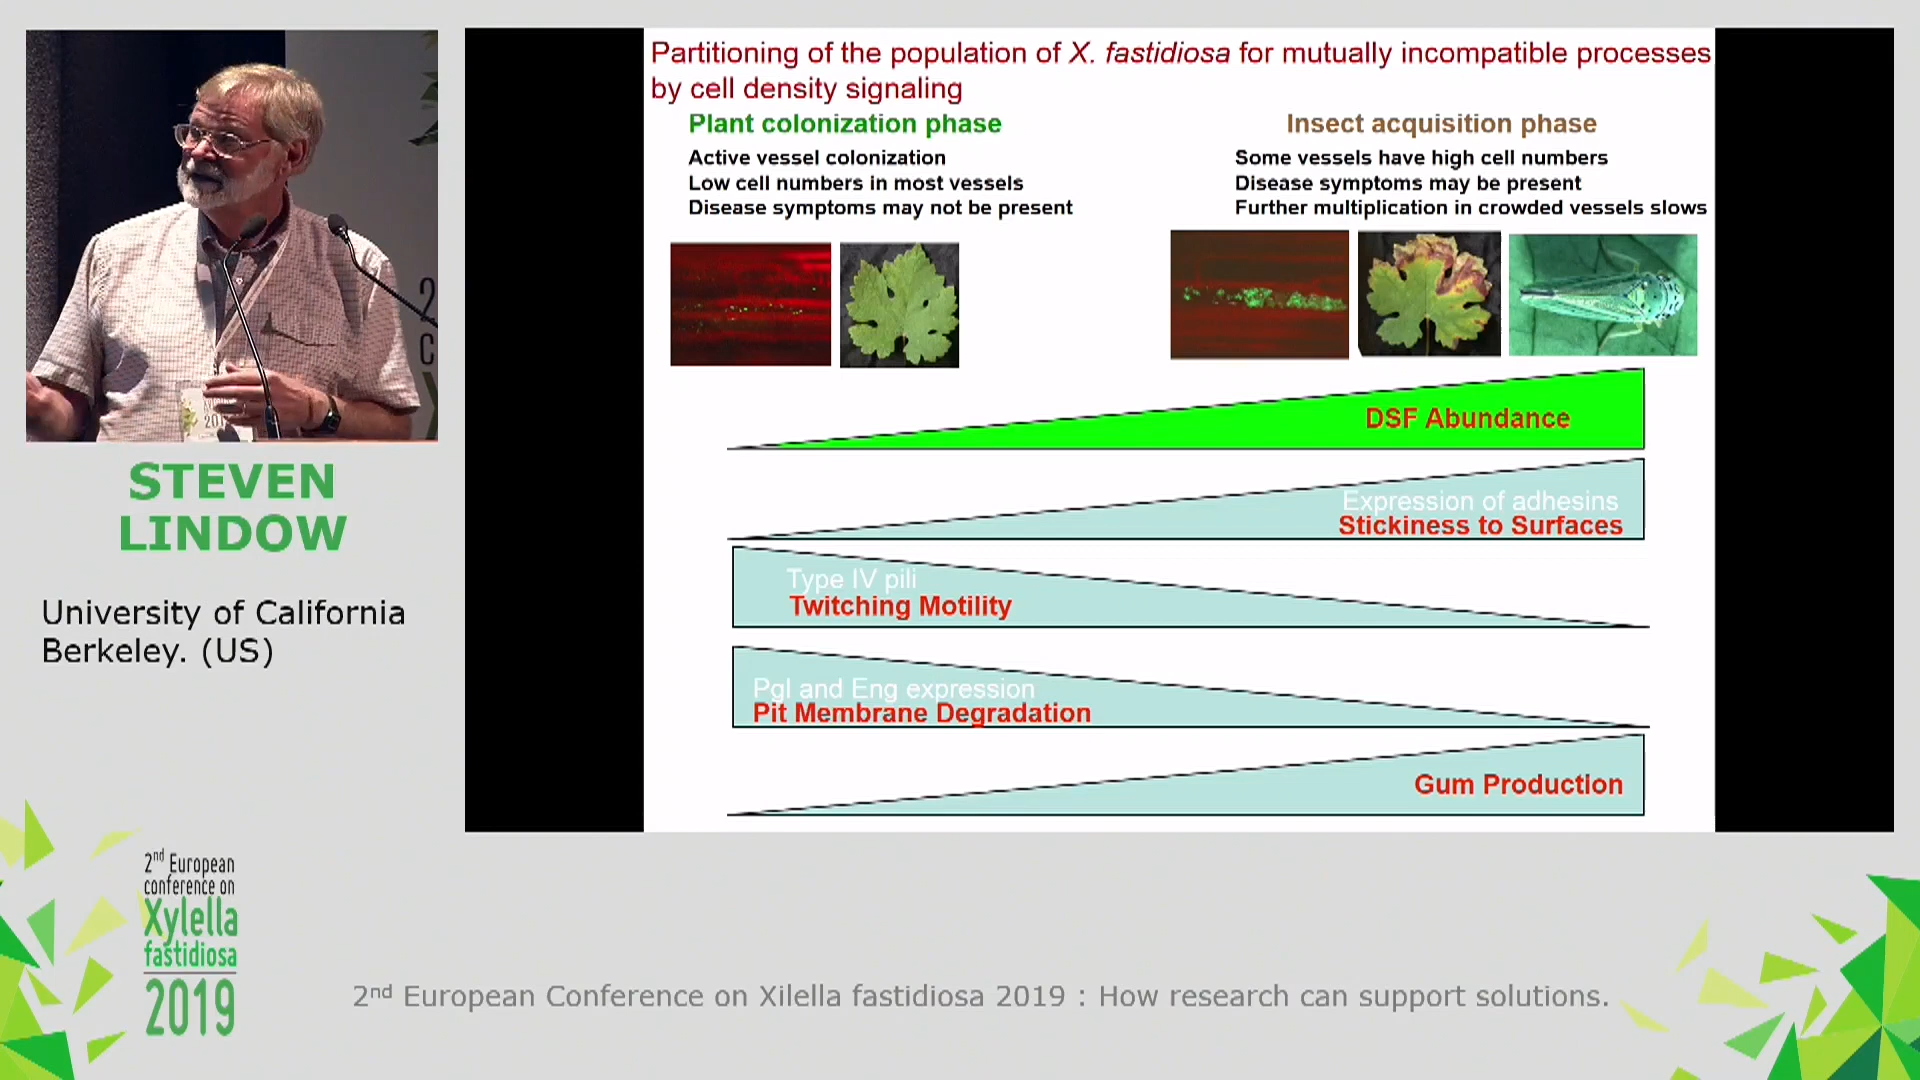 Partitioning of the population of X. fastidiosa for mutually incompatible processes
by cell density signaling
Plant colonization phase
Active vessel colonization
Low cell numbers in most vessels
Disease symptoms may not be present
Insect acquisition phase
Some vessels have high cell numbers
Disease symptoms may be present
Further multiplication in crowded vessels slows
DSF Abundance
Expression of adhesins
Stickiness to Surfaces
Type IV pili
Twitching Motility
Pgl and Eng expression
Pit Membrane Degradation
Gum Production
2
C
201
STEVEN
LINDOW
University of California
Berkeley. (US)
2nd European
conference on
Xylella
fastidiosa
2019
2nd European Conference on Xilella fastidiosa 2019 : How research can support solutions.